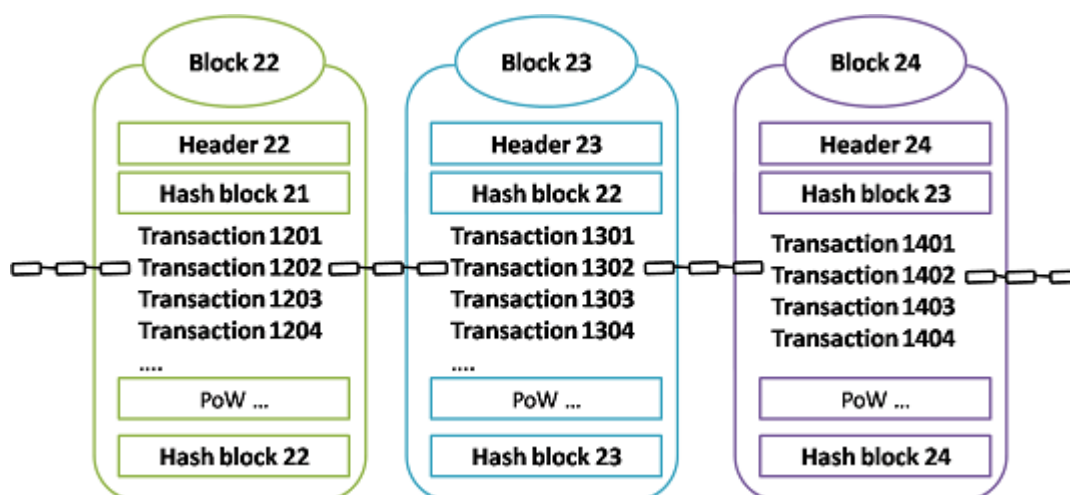 Block 22
Header 22
Hash block 21
Transaction 1201
Transaction 1202
Transaction 1203
Transaction 1204
....
PoW ...
Hash block 22
Block 23
Header 23
Hash block 22
Transaction 1301
Transaction 1302
Transaction 1303
Transaction 1304
....
PoW ...
Hash block 23
Block 24
Header 24
Hash block 23
Transaction 1401
Transaction 1402
Transaction 1403
Transaction 1404
PoW ...
Hash block 24